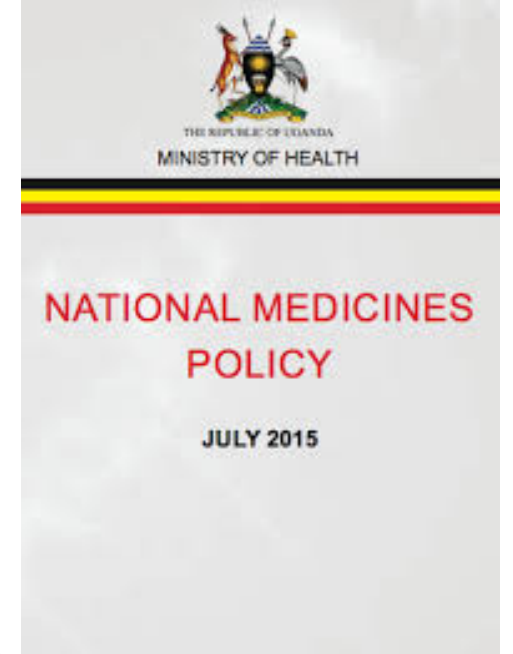 THE REPUBLIC OF UGANDA
MINISTRY OF HEALTH
NATIONAL MEDICINES
POLICY
JULY 2015